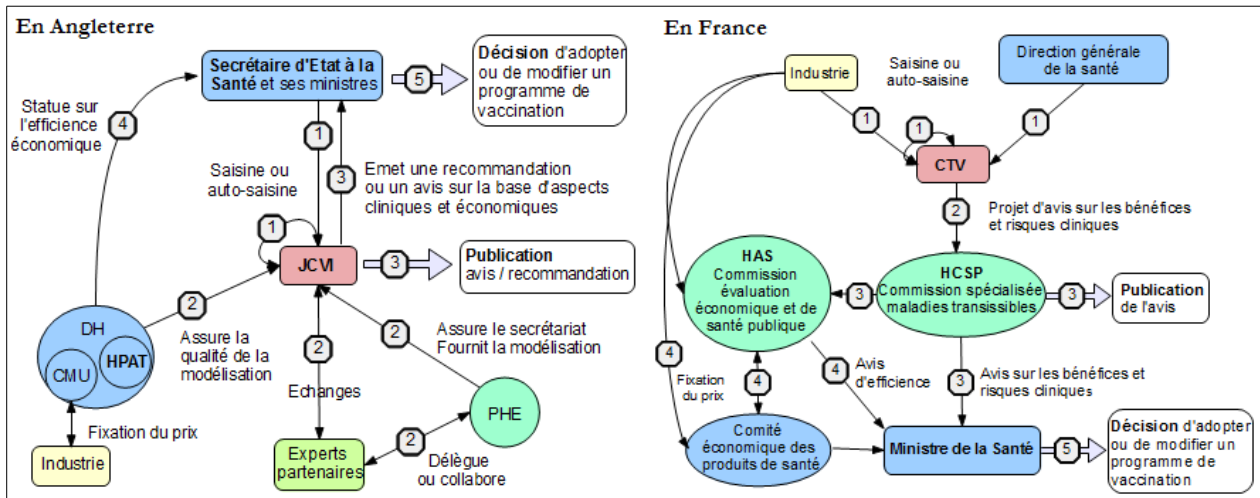 En Angleterre
Secrétaire d'Etat à la
Santé et ses ministres
5
Décision d'adopter
ou de modifier un
programme de
vaccination
Statue sur
l'efficience
économique
4
1
Saisine ou
auto-saisine
3
Emet une recommandation
ou un avis sur la base d'aspects
cliniques et économiques
1
JCVI
3
Publication
avis / recommandation
2
DH
CMU
HPAT
Assure la
qualité de la
modélisation
2
Echanges
2
Assure le secrétariat
Fournit la modélisation
PHE
Fixation du prix
Industrie
Experts
partenaires
2
Délègue
ou collabore
En France
Industrie
Saisine ou
auto-saisine
Direction générale
de la santé
1
1
1
CTV
2
Projet d'avis sur les bénéfices
et risques cliniques
HAS
Commission
évaluation
économique et de
santé publique
3
HCSP
Commission spécialisée
maladies transissibles
3
Publication
de l'avis
4
Fixation
du prix
4
4
Avis
d'efficience
3
Avis sur les bénéfices et
risques cliniques
Comité
économique des
produits de santé
Ministre de la Santé
5
Décision d'adopter
ou de modifier un
programme de
vaccination